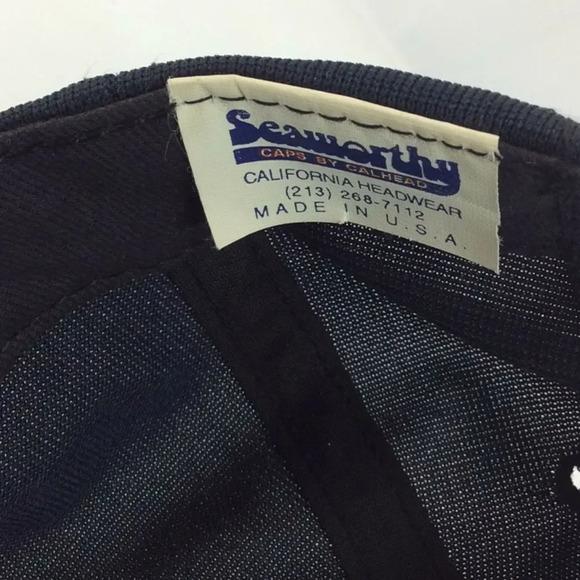 Seaworthy
CAPS BY CALHEAD
CALIFORNIA HEADWEAR
(213) 268-7112
MADE IN U.S.A.